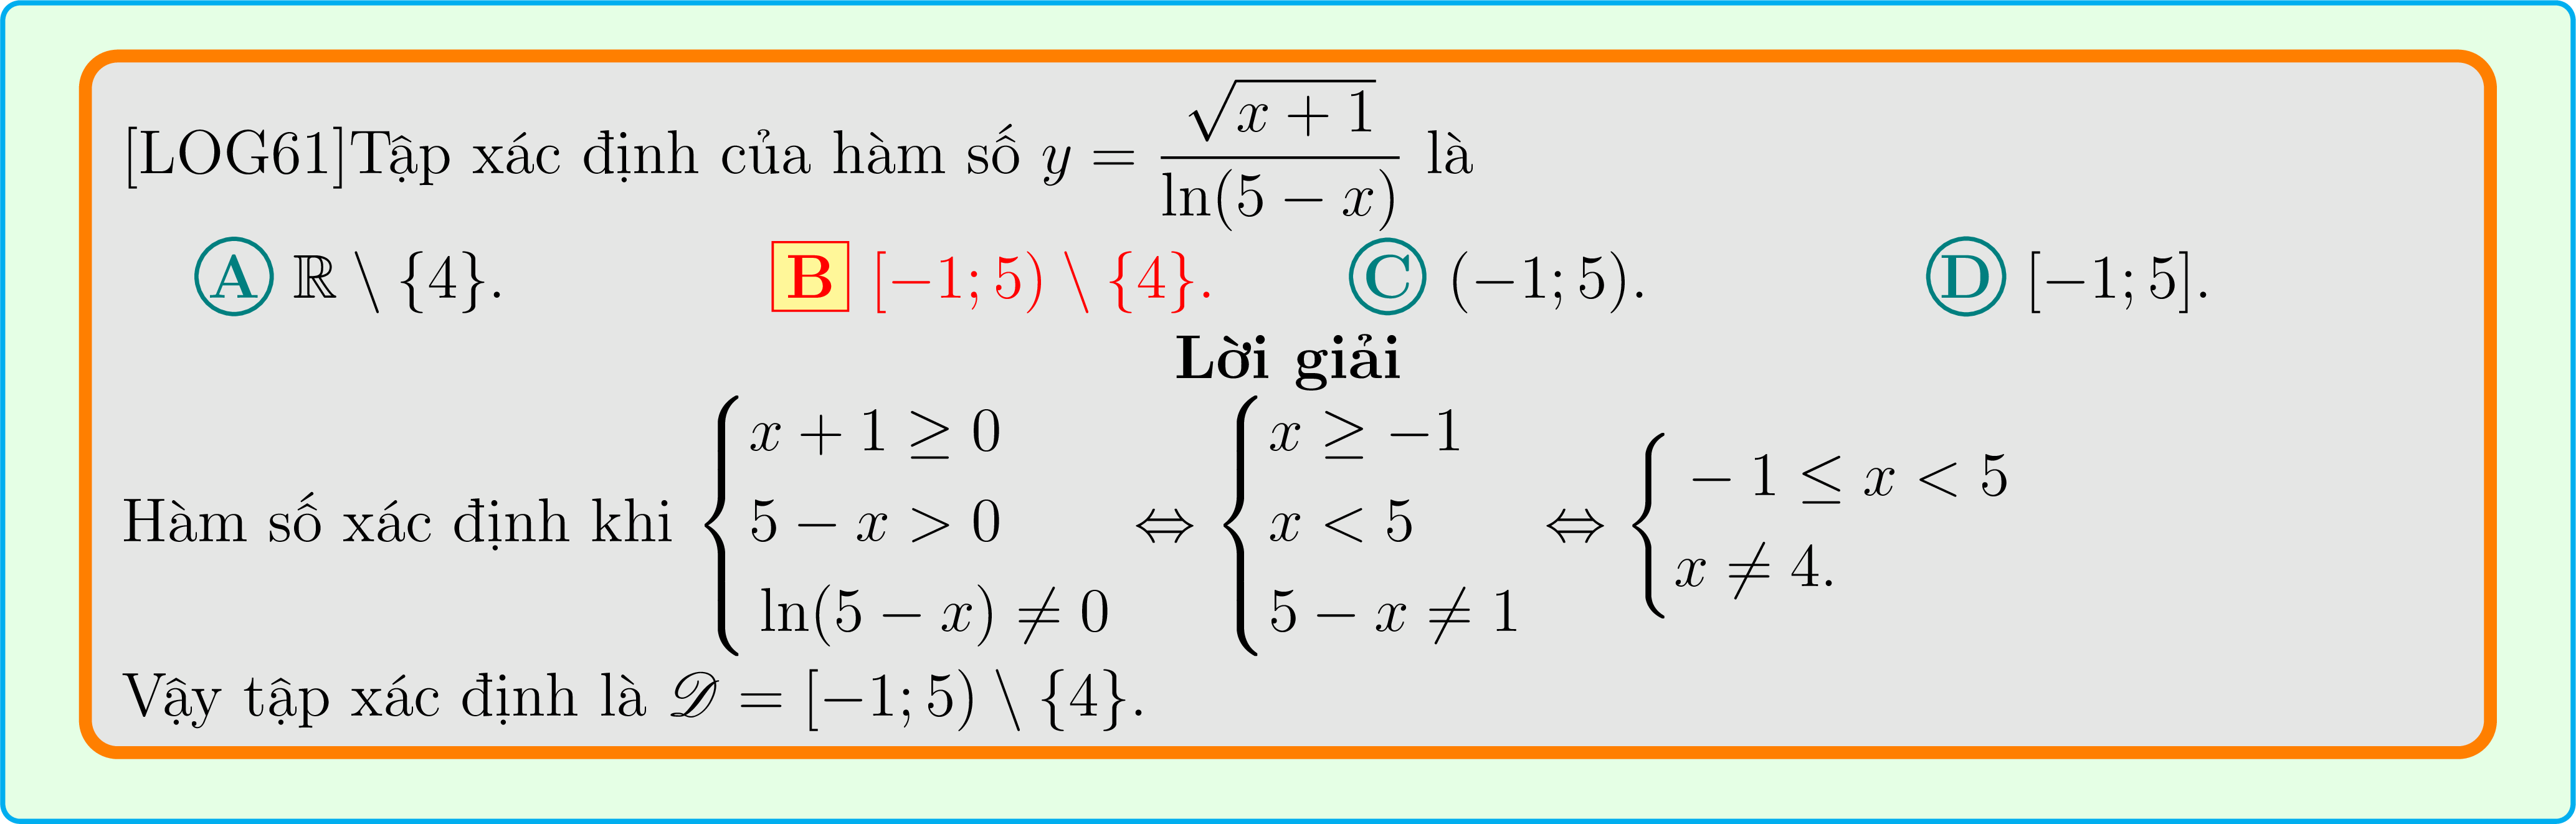 [LOG61]Tập xác định của hàm số $y = \dfrac{\sqrt{x+1}}{\ln(5-x)}$ là
A $\mathbb{R} \setminus \{4\}$. B $[-1;5) \setminus \{4\}$. C $(-1;5)$. D $[-1;5]$.
Lời giải
Hàm số xác định khi $\begin{cases} x+1 \geq 0 \\ 5-x > 0 \\ \ln(5-x) \neq 0 \end{cases} \Leftrightarrow \begin{cases} x \geq -1 \\ x < 5 \\ 5-x \neq 1 \end{cases} \Leftrightarrow \begin{cases} -1 \leq x < 5 \\ x \neq 4. \end{cases}$
Vậy tập xác định là $\mathscr{D} = [-1;5) \setminus \{4\}$.